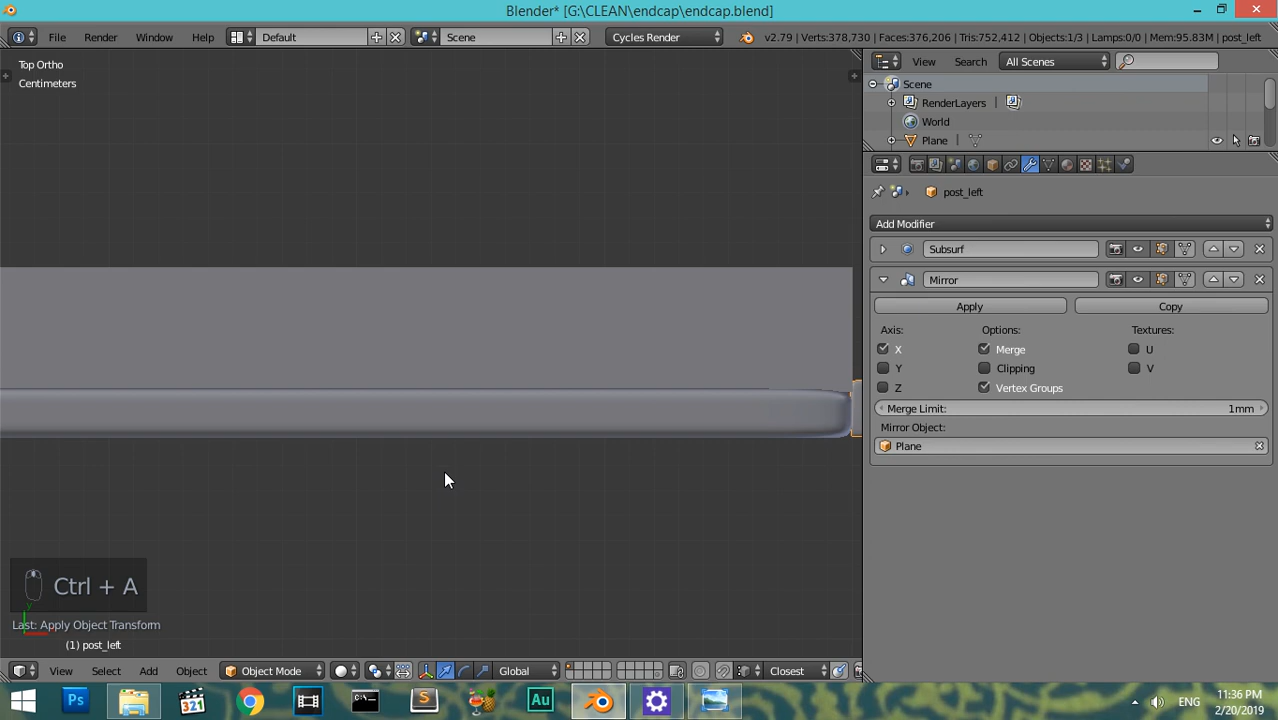 Blender* [G:\CLEAN\endcap\endcap.blend]
File Render Window Help Default Scene Cycles Render v2.79 | Verts:378,730 | Faces:376,206 | Tris:752,412 | Objects:1/3 | Lamps:0/0 | Mem:95.83M | post_left
Top Ortho
Centimeters
View Search All Scenes
Scene
RenderLayers
World
Plane
post_left
Add Modifier
Subsurf
Mirror
Apply Copy
Axis: Options: Textures:
X Merge U
Y Clipping V
Z Vertex Groups
Merge Limit: 1mm
Mirror Object:
Plane
Ctrl + A
Last: Apply Object Transform
(1) post_left
View Select Add Object Object Mode Global Closest
Ps 321 S Au ENG 11:36 PM
2/20/2019